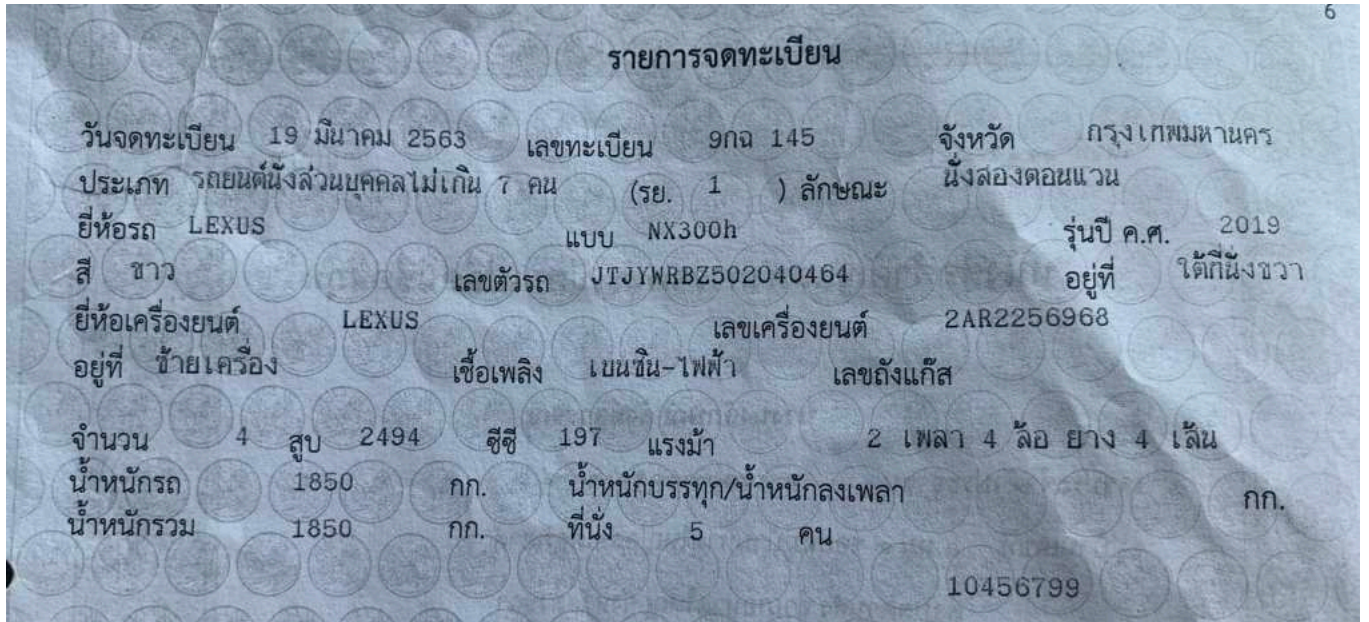 6
รายการจดทะเบียน
วันจดทะเบียน 19 มีนาคม 2563 เลขทะเบียน 9กฉ 145 จังหวัด กรุงเทพมหานคร
ประเภท รถยนต์นั่งส่วนบุคคลไม่เกิน 7 คน (รย. 1 ) ลักษณะ นั่งสองตอนแวน
ยี่ห้อรถ LEXUS แบบ NX300h รุ่นปี ค.ศ. 2019
สี ขาว เลขตัวรถ JTJYWRBZ502040464 อยู่ที่ ใต้ที่นั่งขวา
ยี่ห้อเครื่องยนต์ LEXUS เลขเครื่องยนต์ 2AR2256968
อยู่ที่ ซ้ายเครื่อง เชื้อเพลิง เบนซิน-ไฟฟ้า เลขถังแก๊ส
จำนวน 4 สูบ 2494 ซีซี 197 แรงม้า 2 เพลา 4 ล้อ ยาง 4 เส้น
น้ำหนักรถ 1850 กก. น้ำหนักบรรทุก/น้ำหนักลงเพลา กก.
น้ำหนักรวม 1850 กก. ที่นั่ง 5 คน
10456799